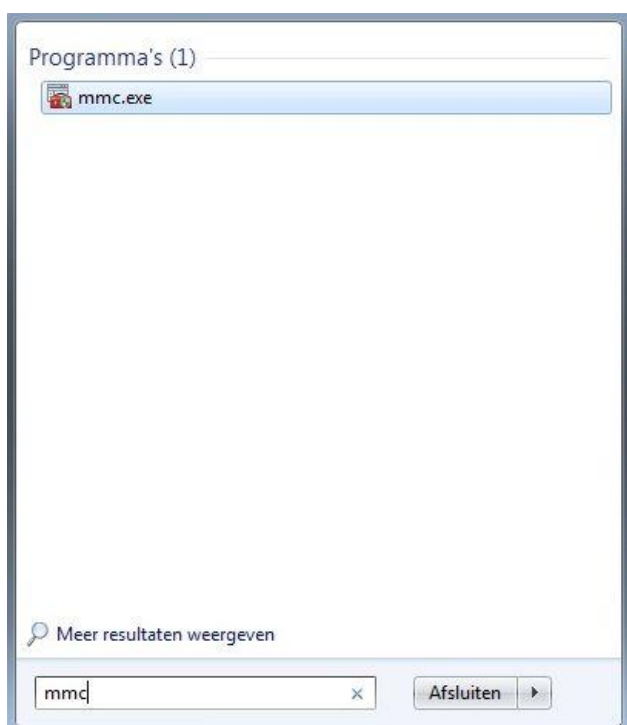 Programma's (1)
mmc.exe
Meer resultaten weergeven
mmc
Afsluiten